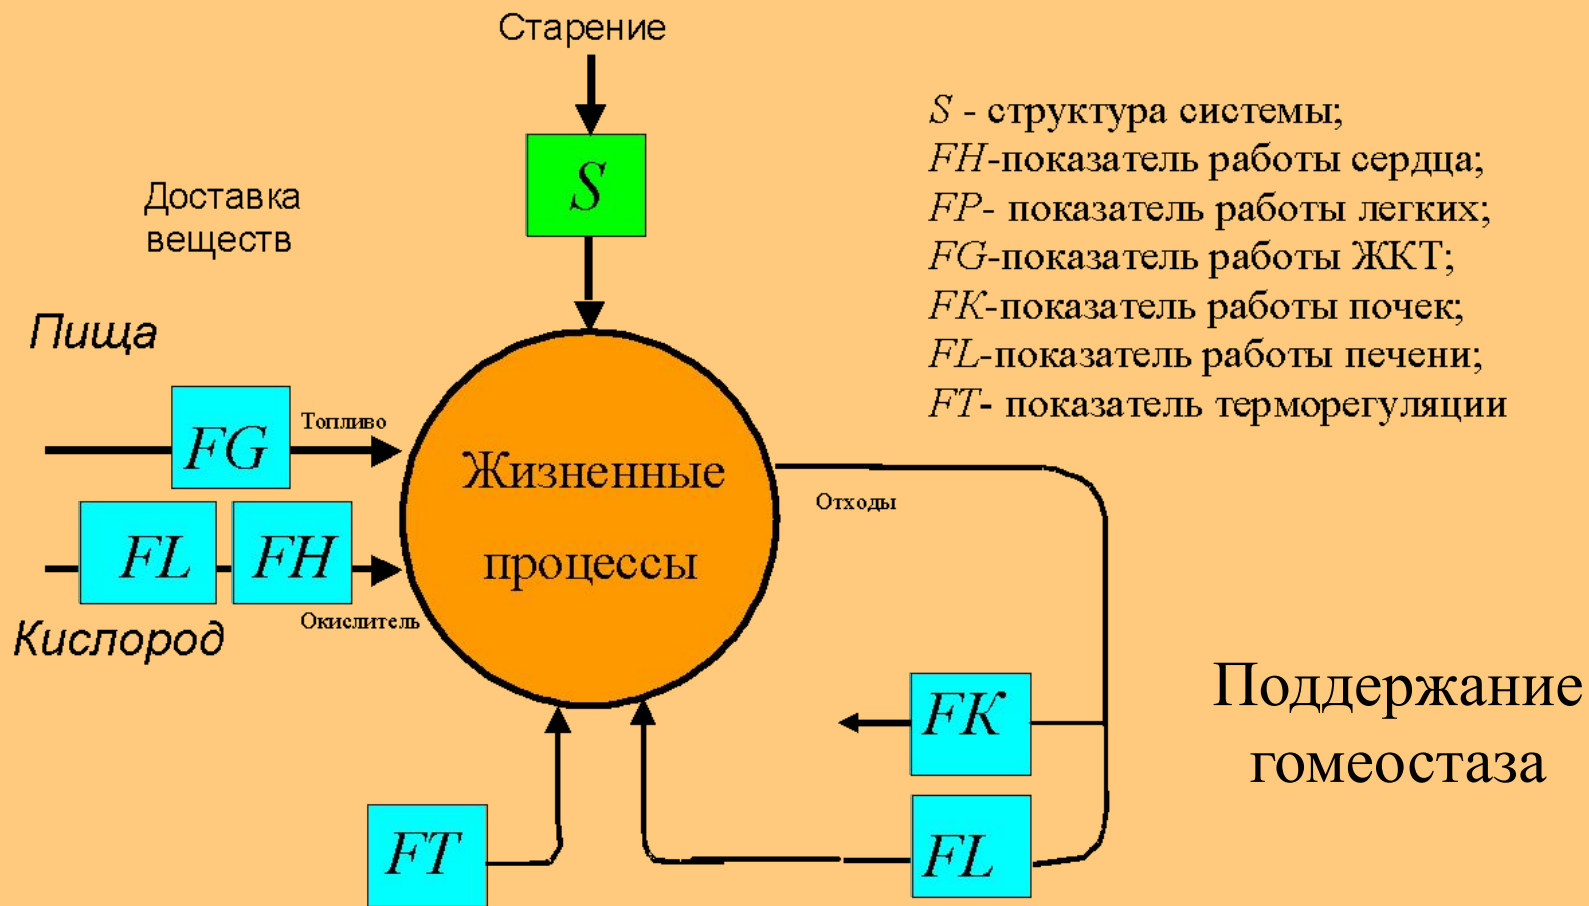 Старение
S
Доставка
веществ
S - структура системы;
FH-показатель работы сердца;
FP- показатель работы легких;
FG-показатель работы ЖКТ;
FК-показатель работы почек;
FL-показатель работы печени;
FT- показатель терморегуляции
Пища
FG
Топливо
FL
FH
Кислород
Окислитель
Жизненные
процессы
Отходы
FК
FL
FT
Поддержание
гомеостаза